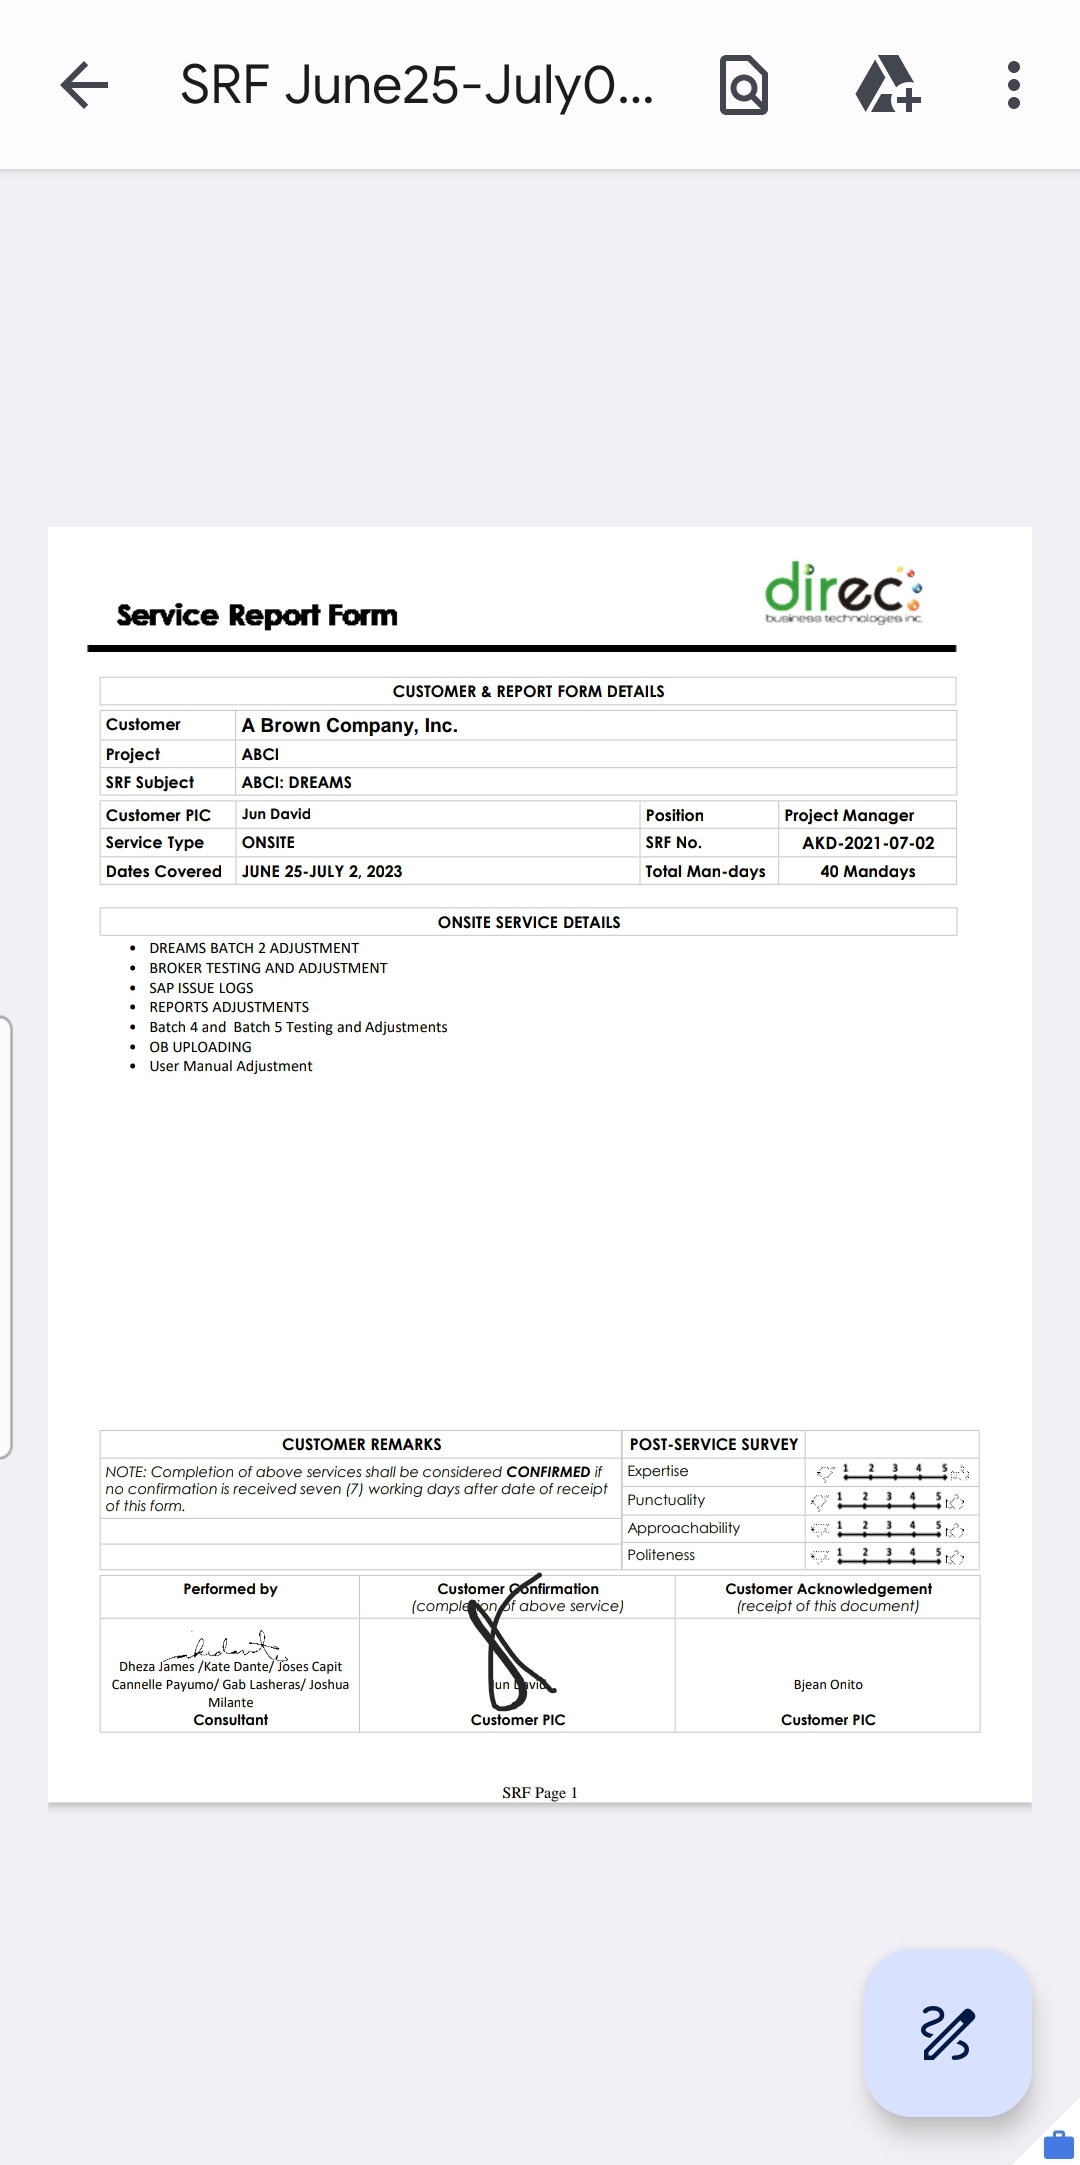 SRF June25-July0...
direc
business technologies inc.
Service Report Form
CUSTOMER & REPORT FORM DETAILS
Customer A Brown Company, Inc.
Project ABCI
SRF Subject ABCI: DREAMS
Customer PIC Jun David Position Project Manager
Service Type ONSITE SRF No. AKD-2021-07-02
Dates Covered JUNE 25-JULY 2, 2023 Total Man-days 40 Mandays
ONSITE SERVICE DETAILS
• DREAMS BATCH 2 ADJUSTMENT
• BROKER TESTING AND ADJUSTMENT
• SAP ISSUE LOGS
• REPORTS ADJUSTMENTS
• Batch 4 and Batch 5 Testing and Adjustments
• OB UPLOADING
• User Manual Adjustment
CUSTOMER REMARKS POST-SERVICE SURVEY
NOTE: Completion of above services shall be considered CONFIRMED if
no confirmation is received seven (7) working days after date of receipt
of this form.
Expertise 1 2 3 4 5
Punctuality 1 2 3 4 5
Approachability 1 2 3 4 5
Politeness 1 2 3 4 5
Performed by Customer Confirmation Customer Acknowledgement
(completion of above service) (receipt of this document)
Dheza James /Kate Dante/ Joses Capit
Cannelle Payumo/ Gab Lasheras/ Joshua Jun David Bjean Onito
Milante
Consultant Customer PIC Customer PIC
SRF Page 1